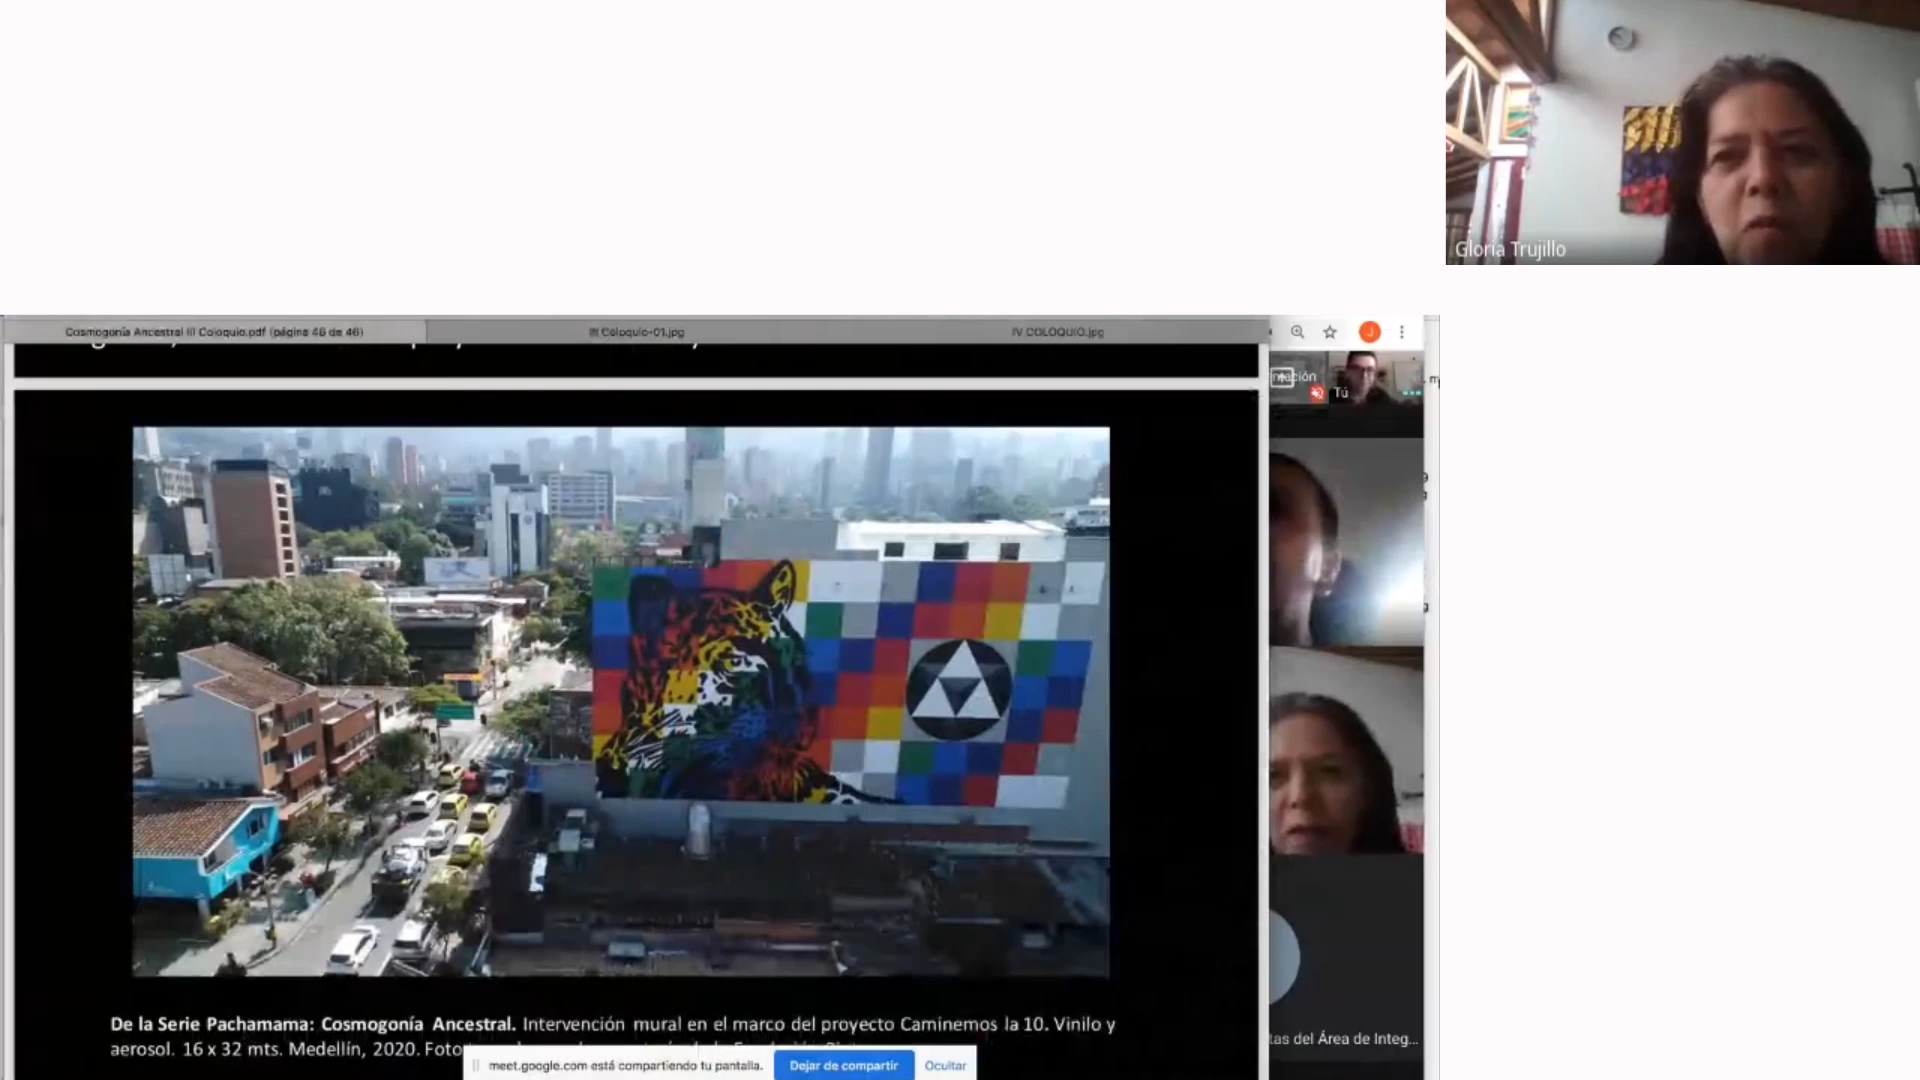 Gloria Trujillo
Cosmogonía Ancestral III Coloquio.pdf (página 46 de 46)
Coloquio-01.jpg
IV COLOQUIO.jpg
J
Tú
De la Serie Pachamama: Cosmogonía Ancestral. Intervención mural en el marco del proyecto Caminemos la 10. Vinilo y
aerosol. 16 x 32 mts. Medellín, 2020.
tas del Área de Integ...
meet.google.com está compartiendo tu pantalla.
Dejar de compartir
Ocultar